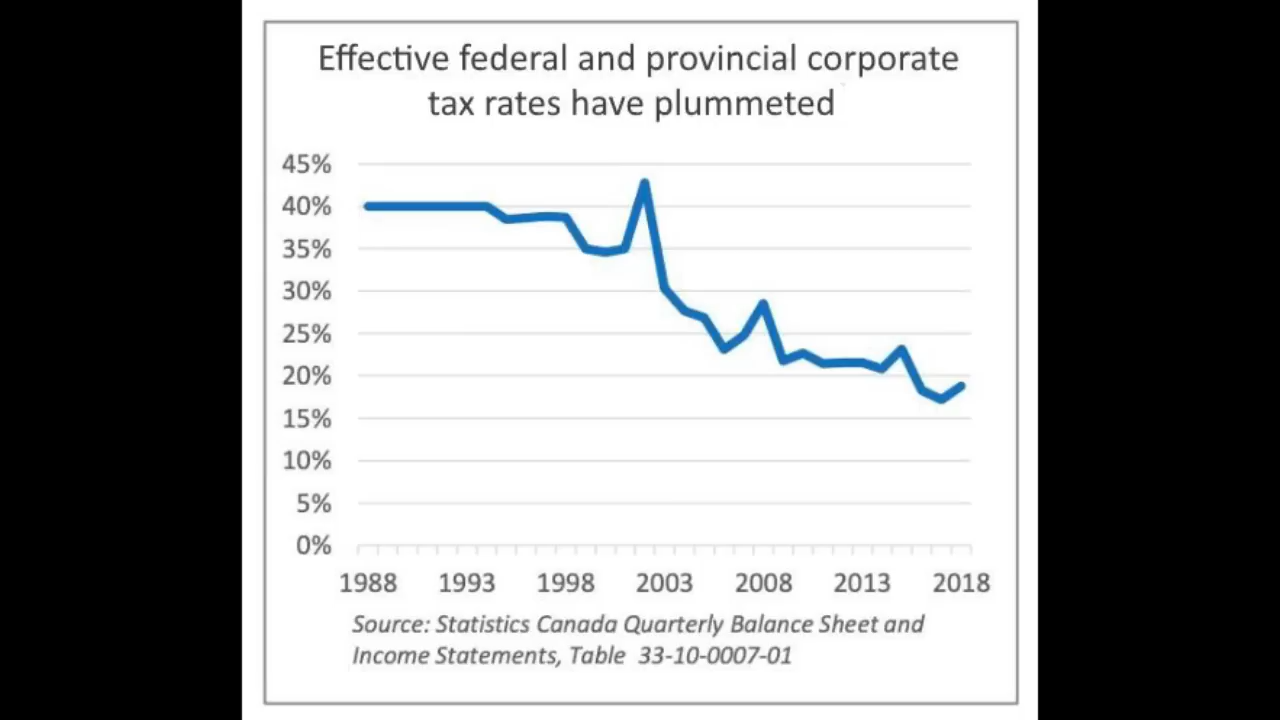 Effective federal and provincial corporate
tax rates have plummeted
45%
40%
35%
30%
25%
20%
15%
10%
5%
0%
1988 1993 1998 2003 2008 2013 2018
Source: Statistics Canada Quarterly Balance Sheet and
Income Statements, Table 33-10-0007-01